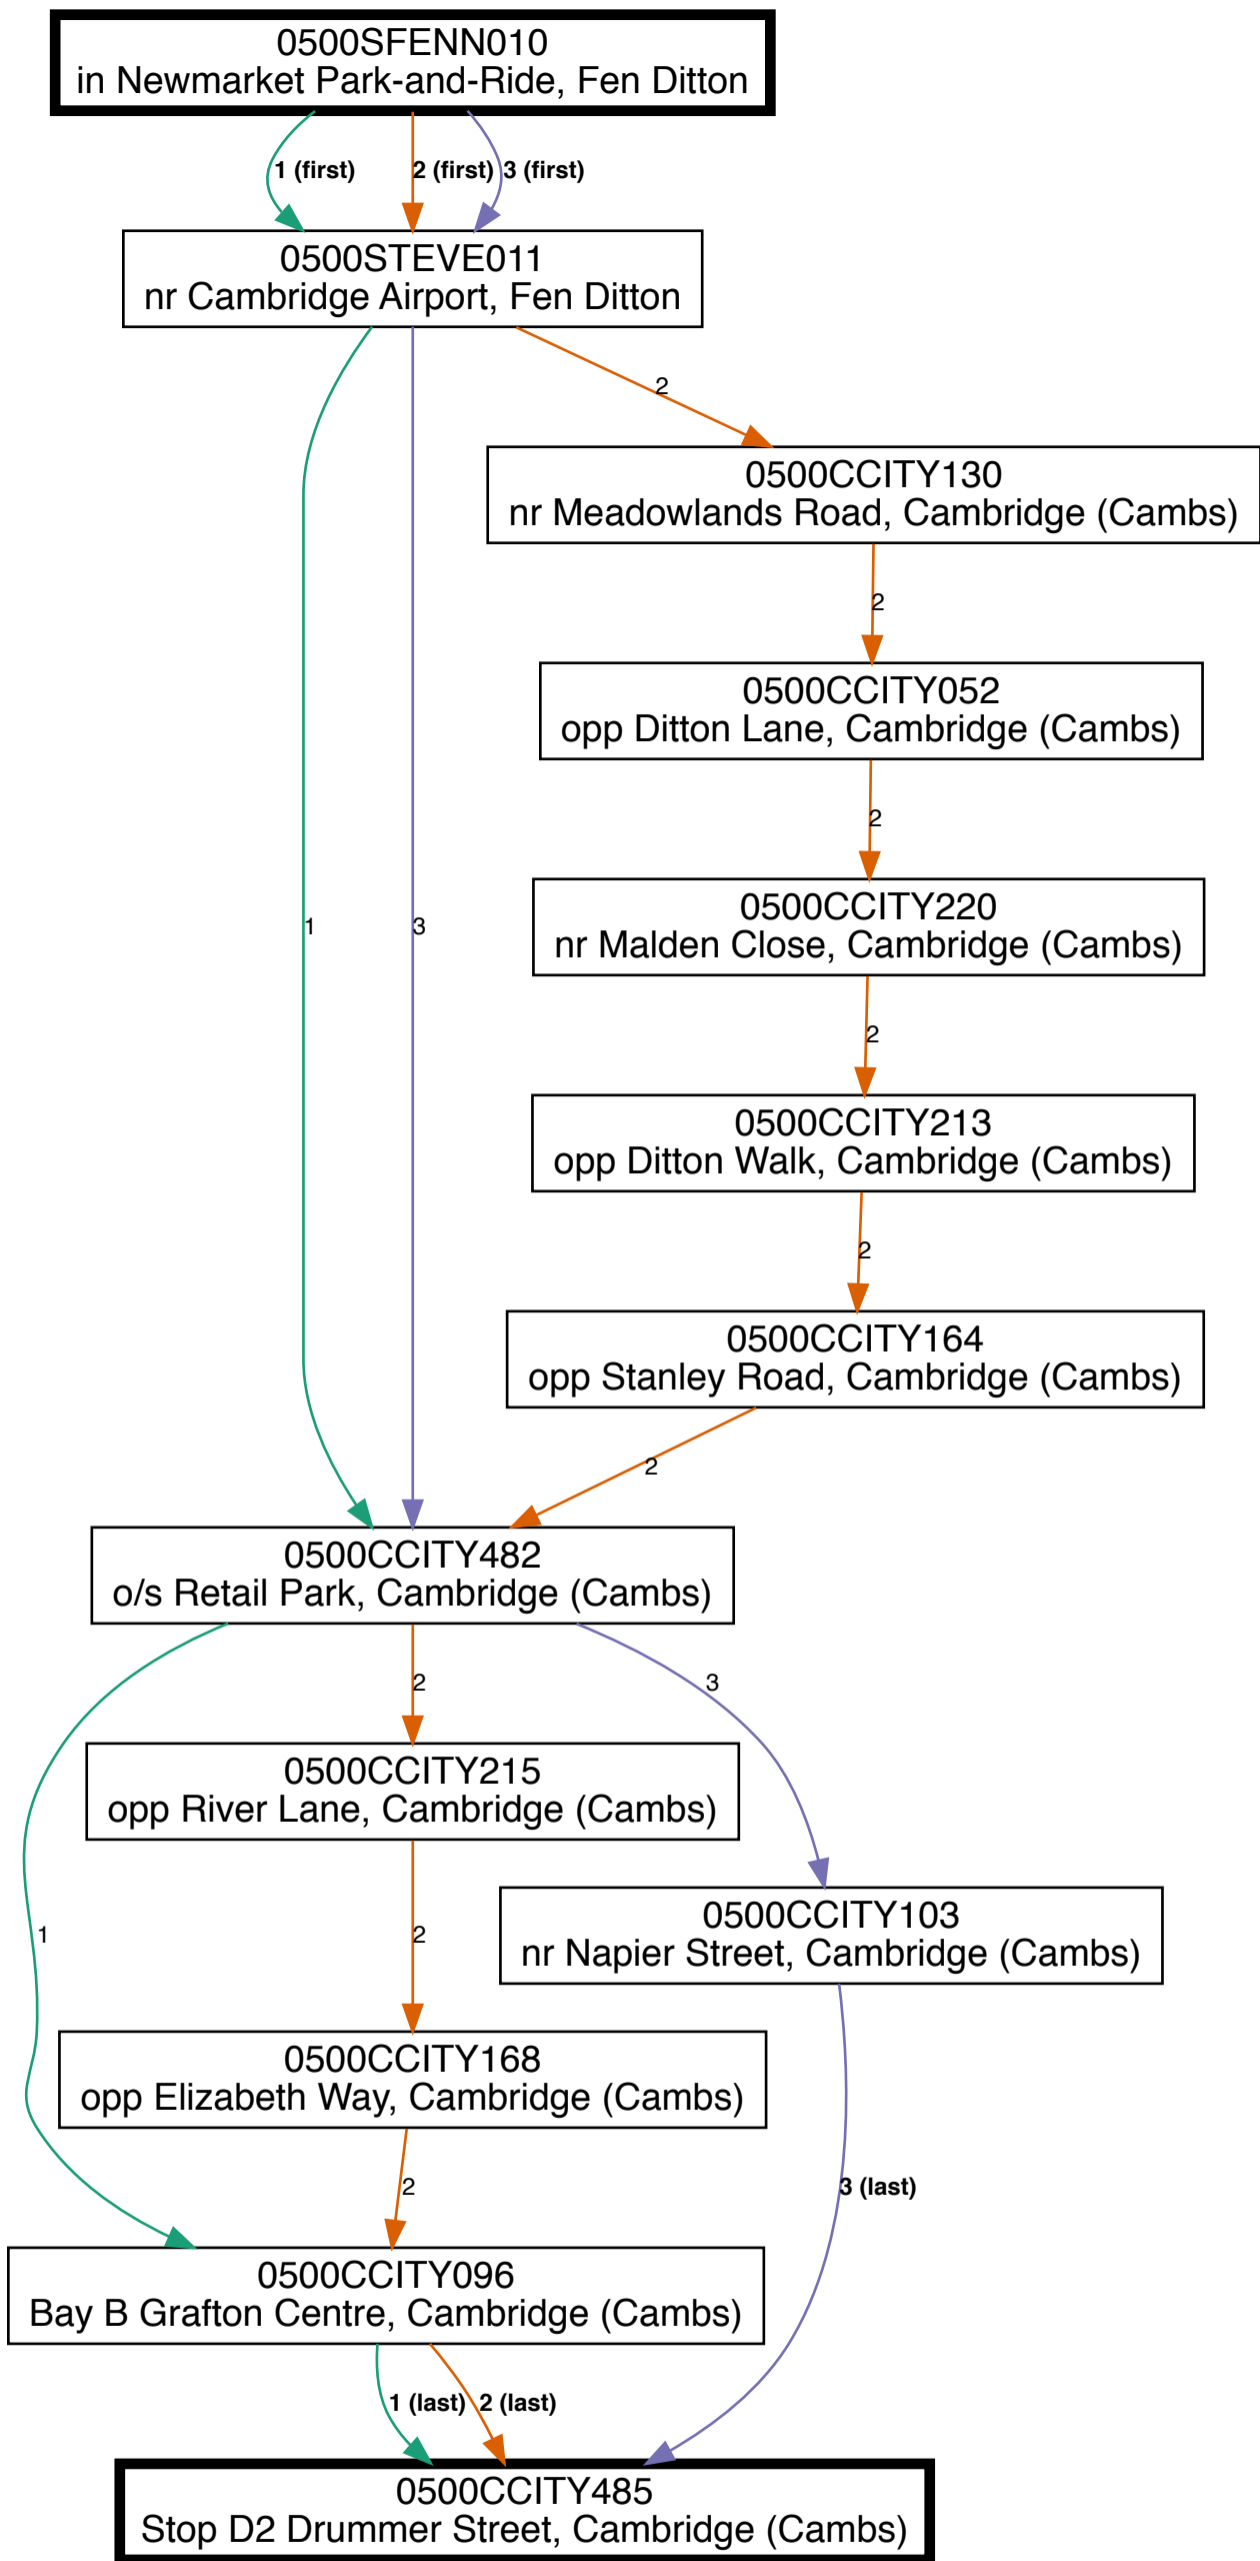 0500SFENN010
in Newmarket Park-and-Ride, Fen Ditton
1 (first) 2 (first) 3 (first)
0500STEVE011
nr Cambridge Airport, Fen Ditton
2
0500CCITY130
nr Meadowlands Road, Cambridge (Cambs)
2
0500CCITY052
opp Ditton Lane, Cambridge (Cambs)
2
0500CCITY220
nr Malden Close, Cambridge (Cambs)
1 3
2
0500CCITY213
opp Ditton Walk, Cambridge (Cambs)
2
0500CCITY164
opp Stanley Road, Cambridge (Cambs)
2
0500CCITY482
o/s Retail Park, Cambridge (Cambs)
2 3
0500CCITY215
opp River Lane, Cambridge (Cambs)
1 2
0500CCITY103
nr Napier Street, Cambridge (Cambs)
0500CCITY168
opp Elizabeth Way, Cambridge (Cambs)
2 3 (last)
0500CCITY096
Bay B Grafton Centre, Cambridge (Cambs)
1 (last) 2 (last)
0500CCITY485
Stop D2 Drummer Street, Cambridge (Cambs)